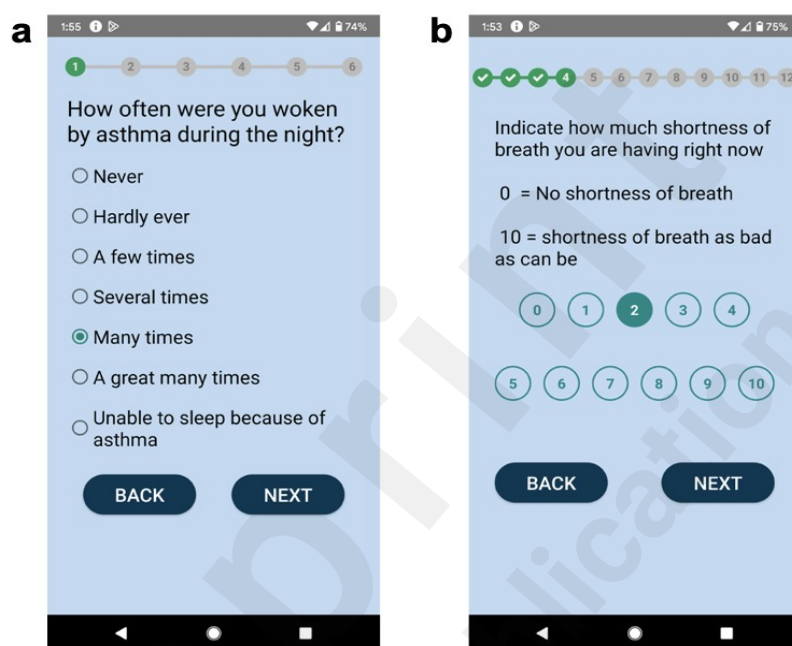 a
1:55
74%
1 2 3 4 5 6
How often were you woken
by asthma during the night?
Never
Hardly ever
A few times
Several times
Many times
A great many times
Unable to sleep because of
asthma
BACK NEXT
b
1:53
75%
4 5 6 7 8 9 10 11 12
Indicate how much shortness of
breath you are having right now
0 = No shortness of breath
10 = shortness of breath as bad
as can be
0 1 2 3 4
5 6 7 8 9 10
BACK NEXT
print
lication